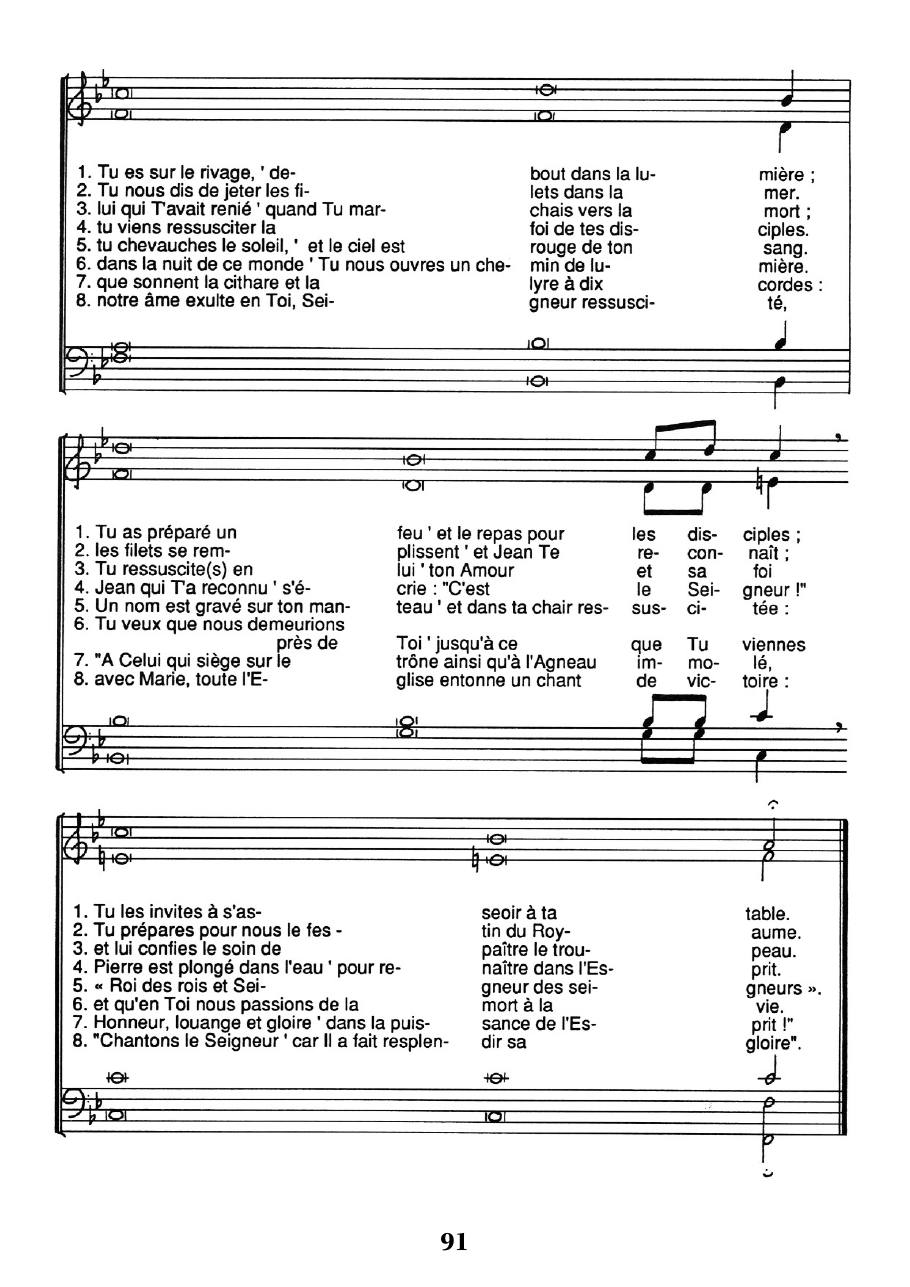 1. Tu es sur le rivage, ' de- bout dans la lu- mière ;
2. Tu nous dis de jeter les fi- lets dans la mer.
3. lui qui T'avait renié ' quand Tu mar- chais vers la mort ;
4. tu viens ressusciter la foi de tes dis- ciples.
5. tu chevauches le soleil, ' et le ciel est rouge de ton sang.
6. dans la nuit de ce monde ' Tu nous ouvres un che- min de lu- mière.
7. que sonnent la cithare et la lyre à dix cordes :
8. notre âme exulte en Toi, Sei- gneur ressusci- té,
1. Tu as préparé un feu ' et le repas pour les dis- ciples ;
2. les filets se rem- plissent ' et Jean Te re- con- naît ;
3. Tu ressuscite(s) en lui ' ton Amour et sa foi
4. Jean qui T'a reconnu ' s'é- crie : "C'est le Sei- gneur !"
5. Un nom est gravé sur ton man- teau ' et dans ta chair res- sus- ci- tée :
6. Tu veux que nous demeurions
près de Toi ' jusqu'à ce que Tu viennes
7. "A Celui qui siège sur le trône ainsi qu'à l'Agneau im- mo- lé,
8. avec Marie, toute l'E- glise entonne un chant de vic- toire :
1. Tu les invites à s'as- seoir à ta table.
2. Tu prépares pour nous le fes - tin du Roy- aume.
3. et lui confies le soin de paître le trou- peau.
4. Pierre est plongé dans l'eau ' pour re- naître dans l'Es- prit.
5. « Roi des rois et Sei- gneur des sei- gneurs ».
6. et qu'en Toi nous passions de la mort à la vie.
7. Honneur, louange et gloire ' dans la puis- sance de l'Es- prit !"
8. "Chantons le Seigneur ' car Il a fait resplen- dir sa gloire".
91